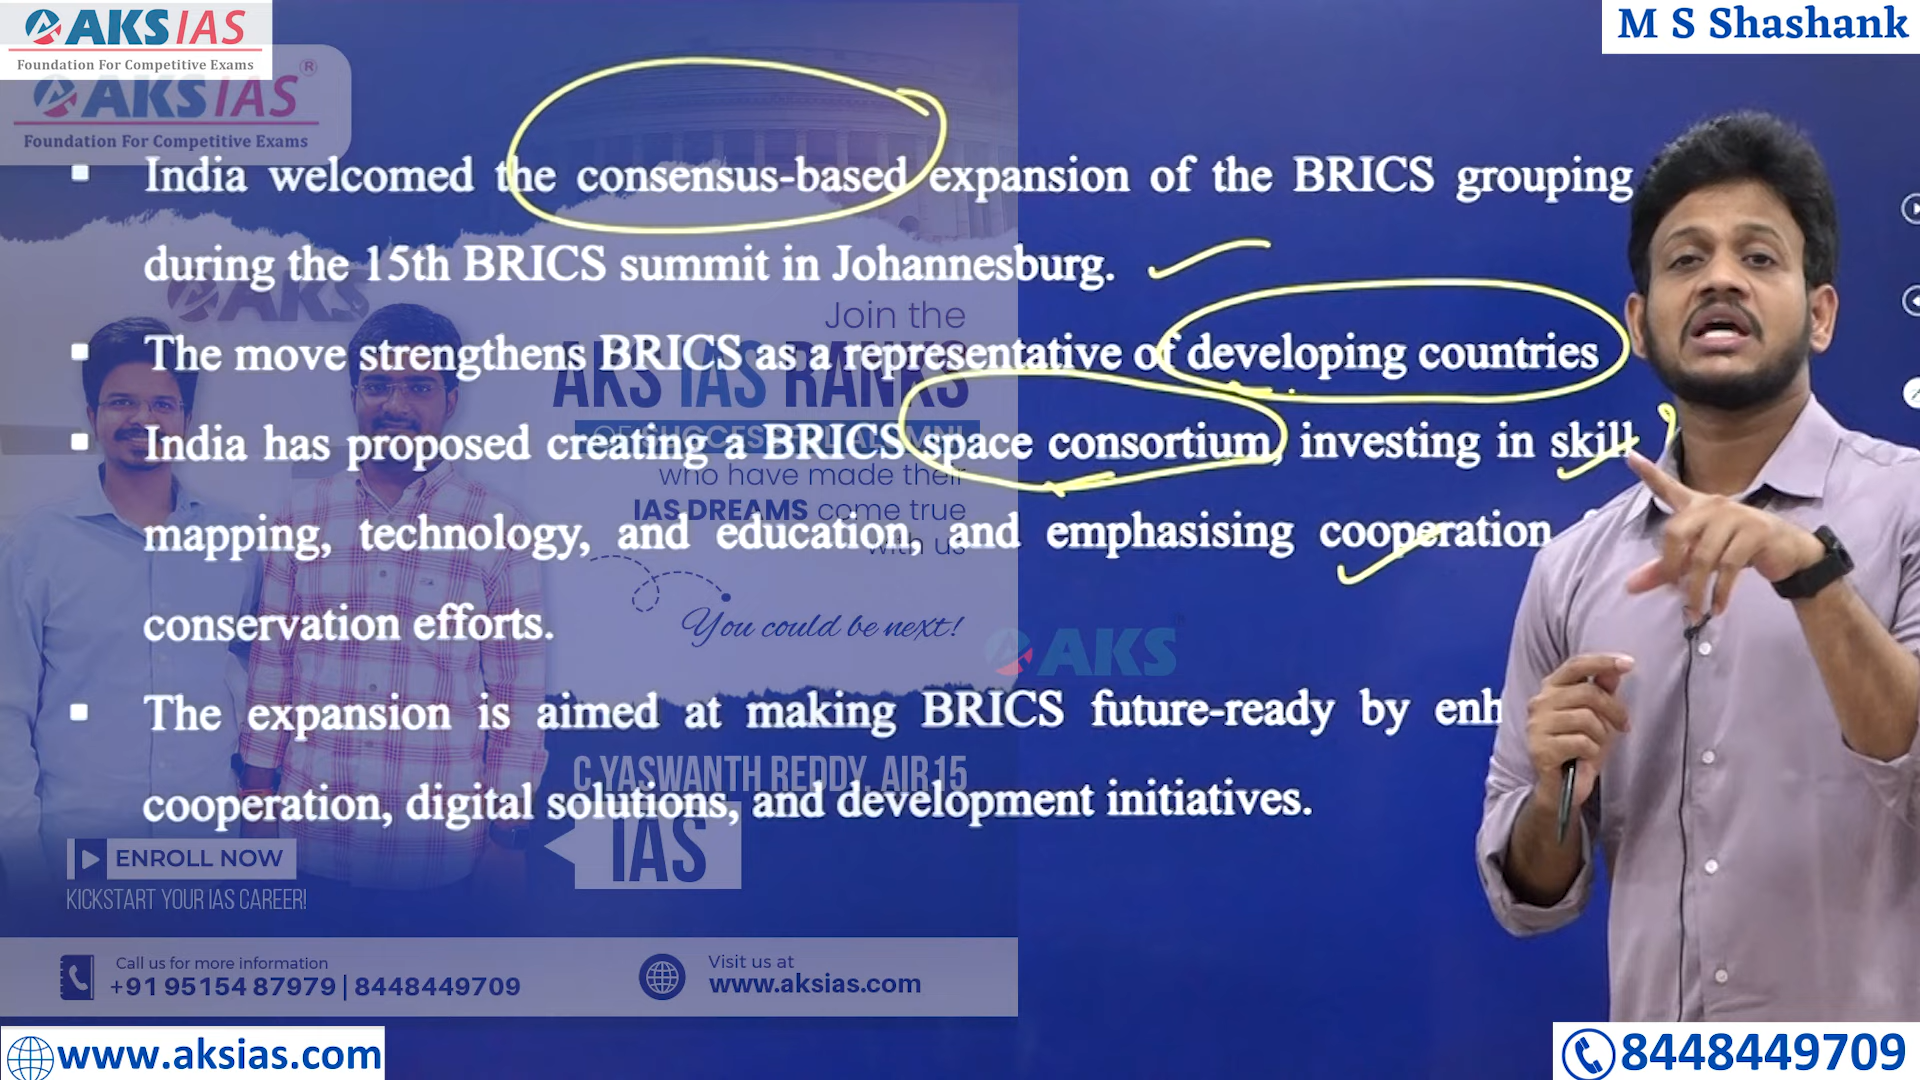 AKS IAS
Foundation For Competitive Exams
M S Shashank
AKS IAS ®
Foundation For Competitive Exams
India welcomed the consensus-based expansion of the BRICS grouping
during the 15th BRICS summit in Johannesburg.
AKS
Join the
The move strengthens BRICS as a representative of developing countries
AKS IAS RANKS
OF SUCCESSFUL ALUMNI
India has proposed creating a BRICS space consortium, investing in skill
who have made their
IAS DREAMS come true
with us
mapping, technology, and education, and emphasising cooperation
conservation efforts.
You could be next!
AKS
The expansion is aimed at making BRICS future-ready by
C.YASWANTH REDDY, AIR 15
cooperation, digital solutions, and development initiatives.
IAS
ENROLL NOW
KICKSTART YOUR IAS CAREER!
Call us for more information
+91 95154 87979 | 8448449709
Visit us at
www.aksias.com
www.aksias.com
8448449709